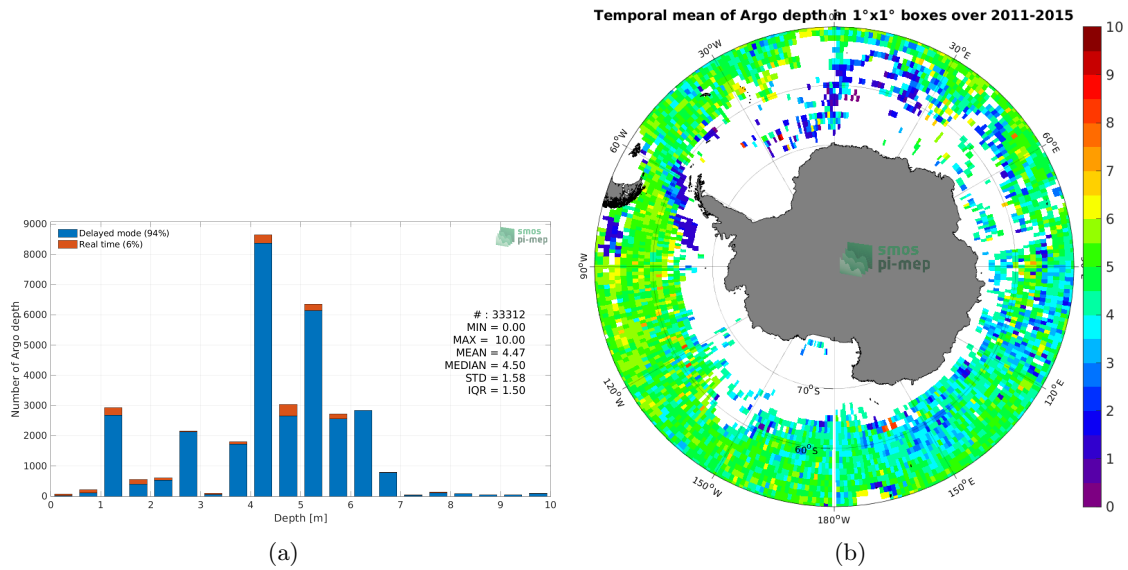 Delayed mode (94%)
Real time (6%)
smos
pi-mep
# : 33312
MIN = 0.00
MAX = 10.00
MEAN = 4.47
MEDIAN = 4.50
STD = 1.58
IQR = 1.50
Number of Argo depth
9000
8000
7000
6000
5000
4000
3000
2000
1000
0
0 1 2 3 4 5 6 7 8 9 10
Depth [m]
(a)
Temporal mean of Argo depth in 1°x1° boxes over 2011-2015
30°W
30°E
60°W
60°E
90°W
120°W
120°E
150°W
150°E
180°W
70°S
60°S
smos
pi-mep
10
9
8
7
6
5
4
3
2
1
0
(b)